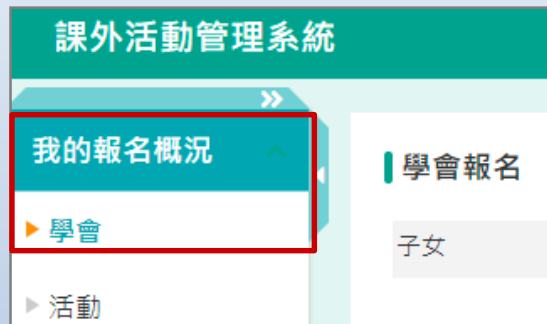 課外活動管理系統
我的報名概況
學會
活動
學會報名
子女